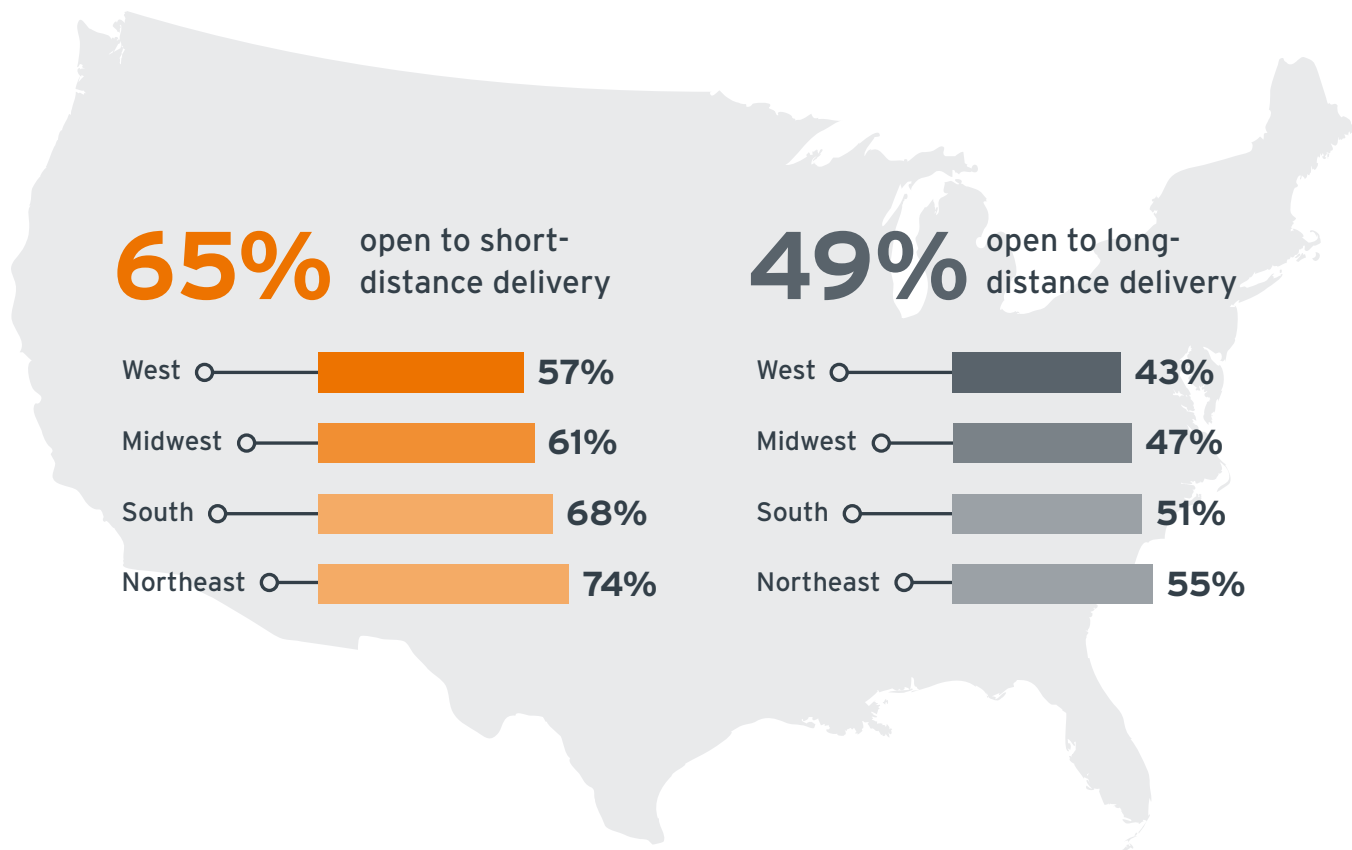 65% open to short-
distance delivery
West 57%
Midwest 61%
South 68%
Northeast 74%
49% open to long-
distance delivery
West 43%
Midwest 47%
South 51%
Northeast 55%